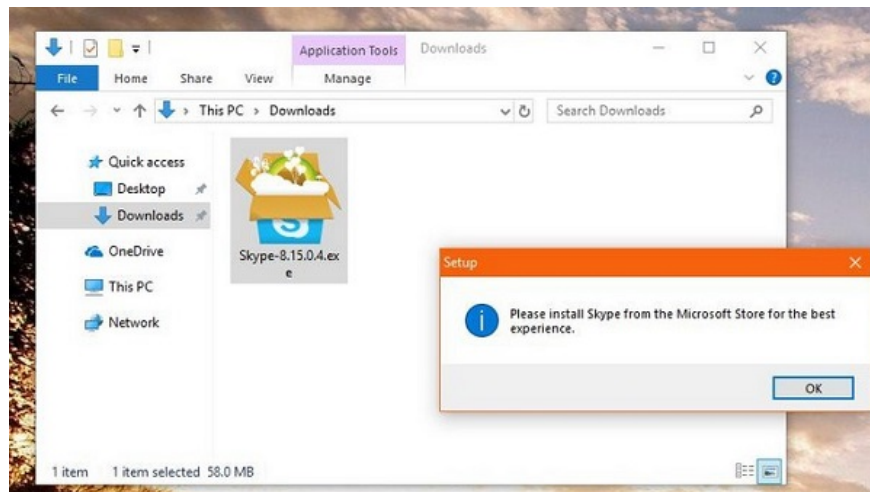 Application Tools
Downloads
File
Home
Share
View
Manage
This PC > Downloads
Search Downloads
Quick access
Desktop
Downloads
OneDrive
This PC
Network
Skype-8.15.0.4.ex
e
Setup
Please install Skype from the Microsoft Store for the best
experience.
OK
1 item
1 item selected 58.0 MB